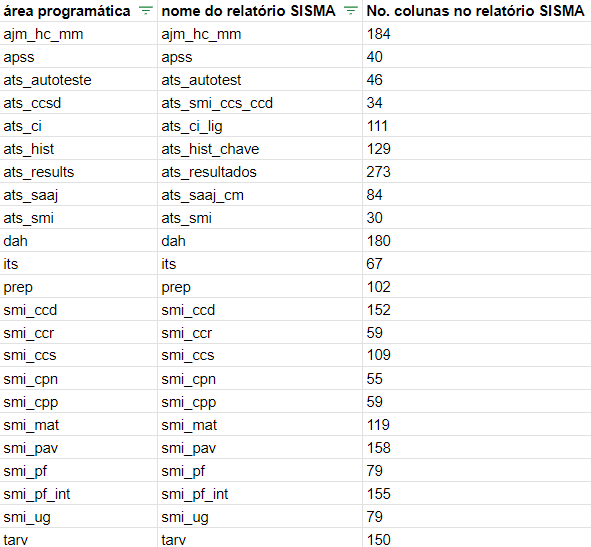 área programática nome do relatório SISMA No. colunas no relatório SISMA
ajm_hc_mm ajm_hc_mm 184
apss apss 40
ats_autoteste ats_autotest 46
ats_ccsd ats_smi_ccs_ccd 34
ats_ci ats_ci_lig 111
ats_hist ats_hist_chave 129
ats_results ats_resultados 273
ats_saaj ats_saaj_cm 84
ats_smi ats_smi 30
dah dah 180
its its 67
prep prep 102
smi_ccd smi_ccd 152
smi_ccr smi_ccr 59
smi_ccs smi_ccs 109
smi_cpn smi_cpn 55
smi_cpp smi_cpp 59
smi_mat smi_mat 119
smi_pav smi_pav 158
smi_pf smi_pf 79
smi_pf_int smi_pf_int 155
smi_ug smi_ug 79
tarv tarv 150